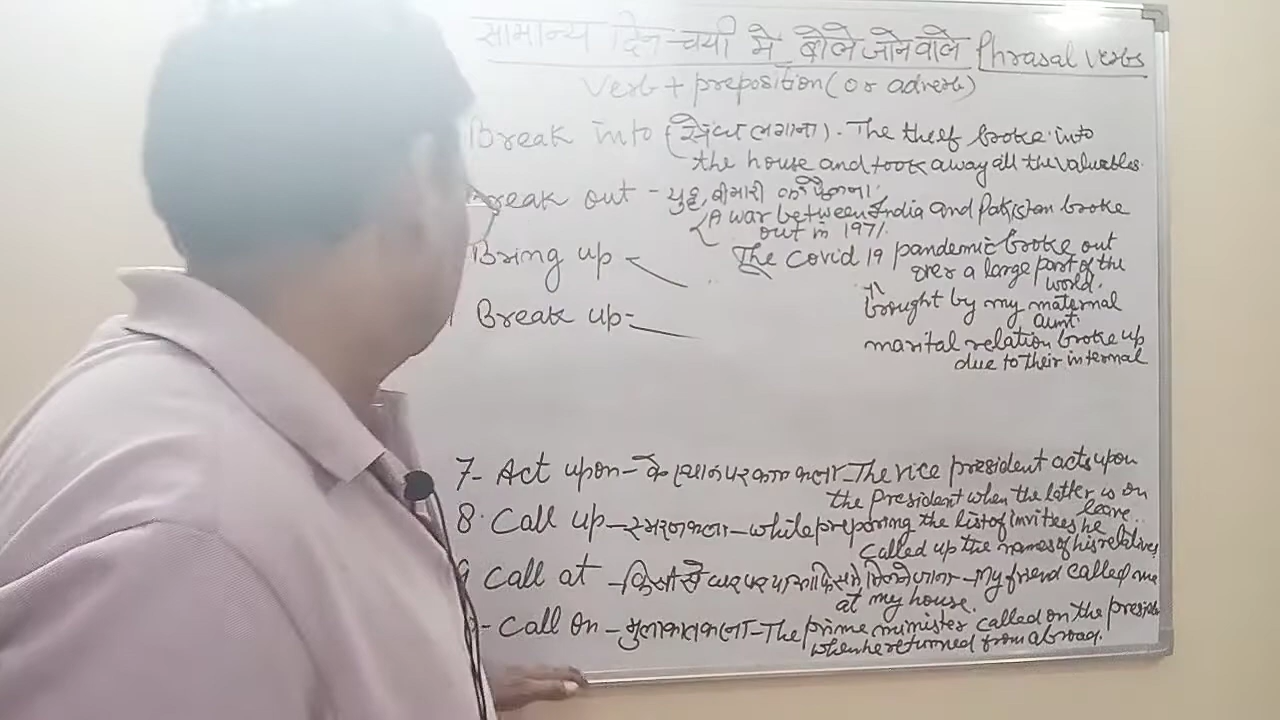 सामान्य दिन-चर्या में बोले जाने वाले Phrasal verbs
Verb + preposition (or adverb)
Break into (सेंध लगाना). The theef broke into
the house and took away all the valuables.
Break out - युद्ध, बीमारी का फैलना.
A war between India and Pakistan broke
out in 1971.
Bring up
The Covid 19 pandemic broke out
over a large part of the
world.
brought by my maternal
aunt.
Break up-
marital relation broke up
due to their internal
7- Act upon - के स्थान पर काम करना - The vice president acts upon
the President when the latter is on
leave.
8. Call up - स्मरण करना - while preparing the list of invitees he
called up the names of his relatives
9 Call at - किसी के घर पर या - My friend called me
at my house.
- Call on - मुलाकात करना - The prime minister called on the
when he returned from abroad.